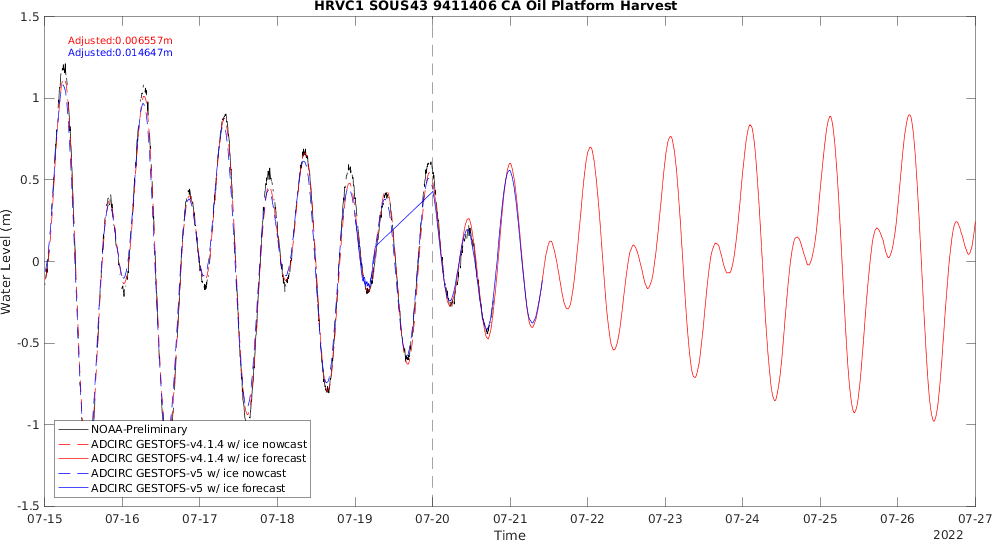 HRVC1 SOUS43 9411406 CA Oil Platform Harvest
1.5
Adjusted:0.006557m
Adjusted:0.014647m
1
0.5
0
-0.5
-1
-1.5
Water Level (m)
NOAA-Preliminary
ADCIRC GESTOFS-v4.1.4 w/ ice nowcast
ADCIRC GESTOFS-v4.1.4 w/ ice forecast
ADCIRC GESTOFS-v5 w/ ice nowcast
ADCIRC GESTOFS-v5 w/ ice forecast
07-15 07-16 07-17 07-18 07-19 07-20 07-21 07-22 07-23 07-24 07-25 07-26 07-27
Time
2022